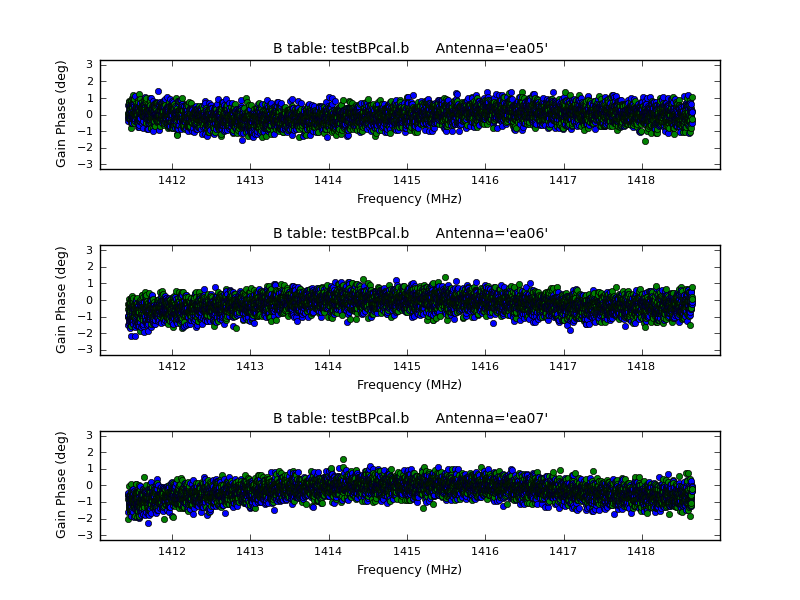 B table: testBPcal.b Antenna='ea05'
Gain Phase (deg)
3
2
1
0
−1
−2
−3
1412 1413 1414 1415 1416 1417 1418
Frequency (MHz)
B table: testBPcal.b Antenna='ea06'
Gain Phase (deg)
3
2
1
0
−1
−2
−3
1412 1413 1414 1415 1416 1417 1418
Frequency (MHz)
B table: testBPcal.b Antenna='ea07'
Gain Phase (deg)
3
2
1
0
−1
−2
−3
1412 1413 1414 1415 1416 1417 1418
Frequency (MHz)